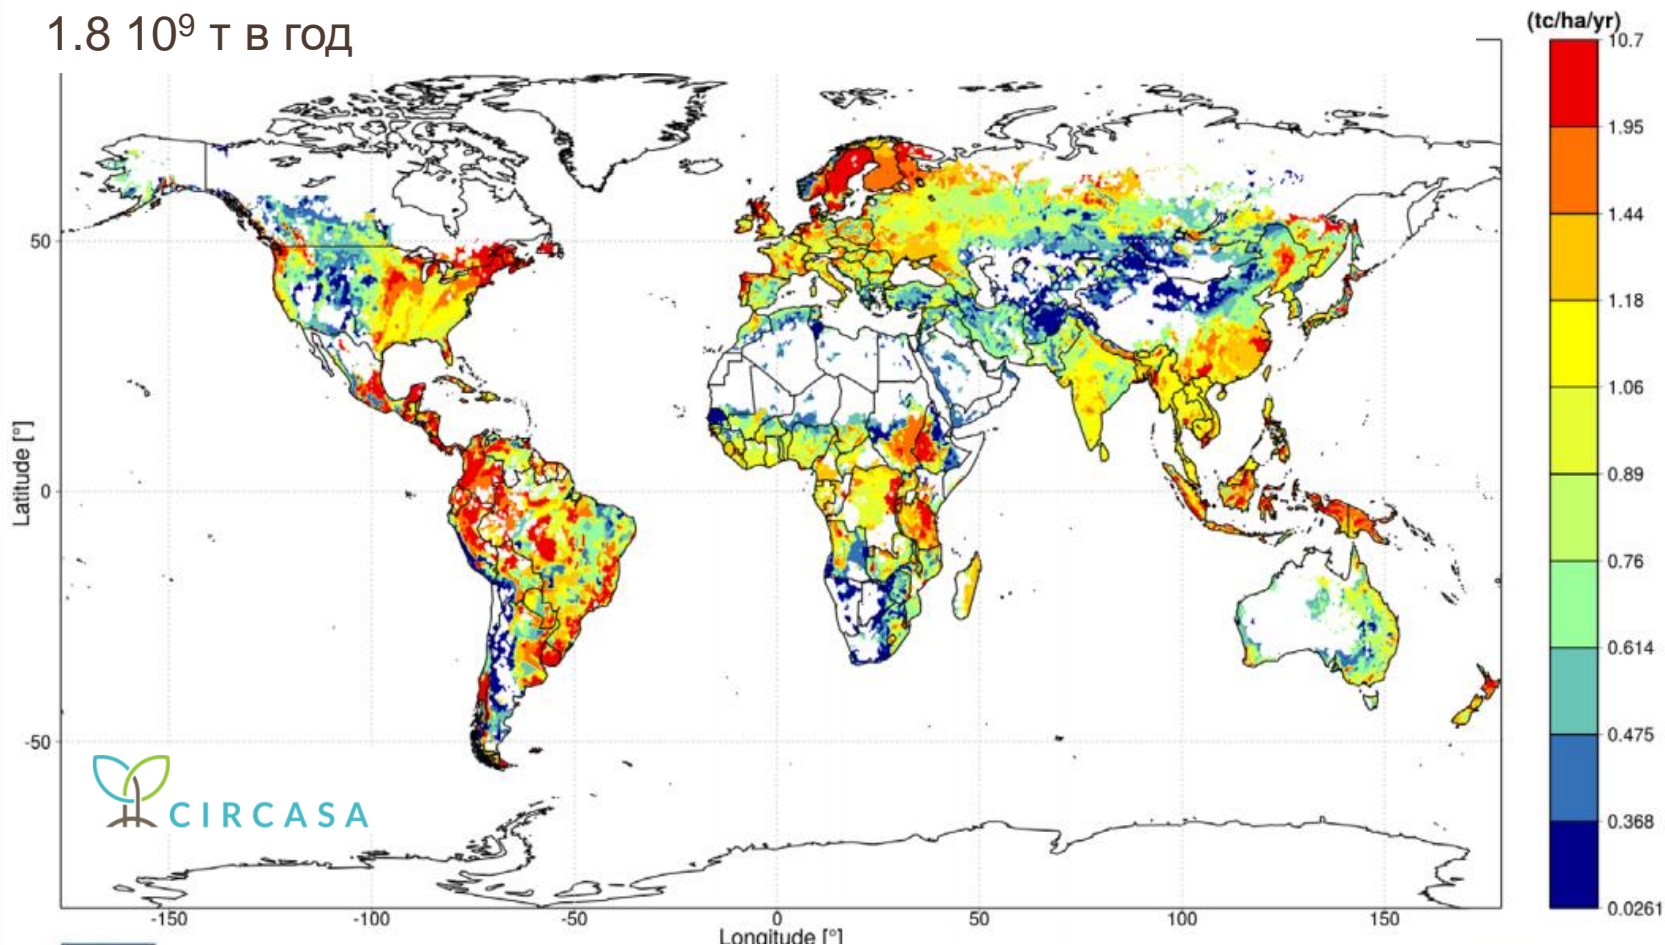 1.8 10⁹ т в год
(tc/ha/yr)
10.7
1.95
1.44
1.18
1.06
0.89
0.76
0.614
0.475
0.368
0.0261
Latitude [°]
50
0
-50
CIRCASA
-150 -100 -50 0 50 100 150
Longitude [°]